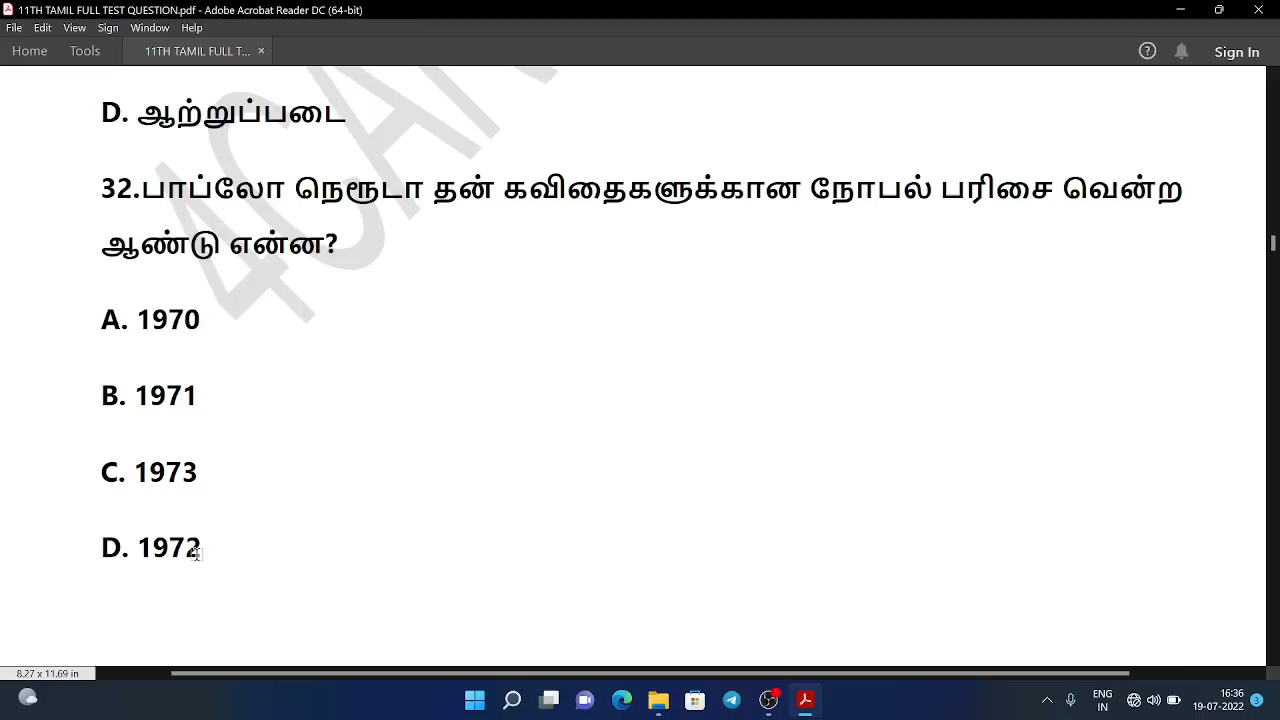 11TH TAMIL FULL TEST QUESTION.pdf - Adobe Acrobat Reader DC (64-bit)
File Edit View Sign Window Help
Home Tools 11TH TAMIL FULL T... × Sign In
D. ஆற்றுப்படை
32.பாப்லோ நெரூடா தன் கவிதைகளுக்கான நோபல் பரிசை வென்ற
ஆண்டு என்ன?
A. 1970
B. 1971
C. 1973
D. 1972
4CAN
8.27 x 11.69 in
ENG
IN
16:36
19-07-2022
3